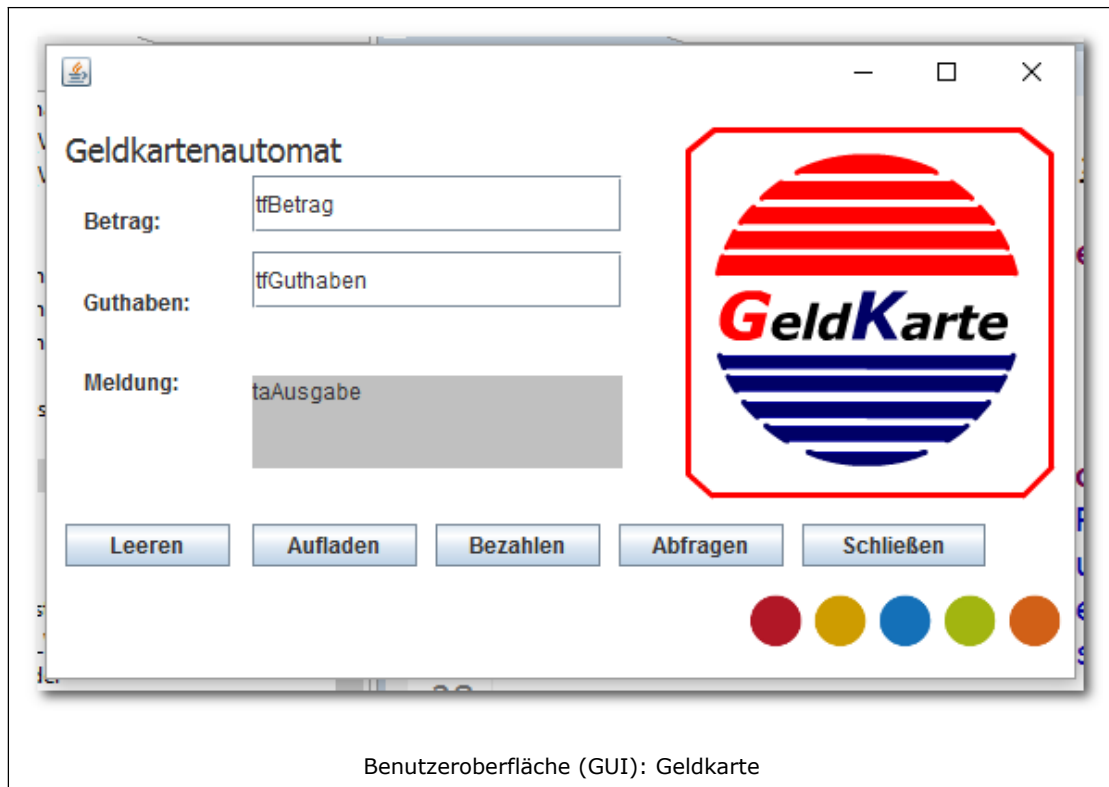 Geldkartenautomat
Betrag:
tfBetrag
Guthaben:
tfGuthaben
Meldung:
taAusgabe
GeldKarte
Leeren
Aufladen
Bezahlen
Abfragen
Schließen
Benutzeroberfläche (GUI): Geldkarte